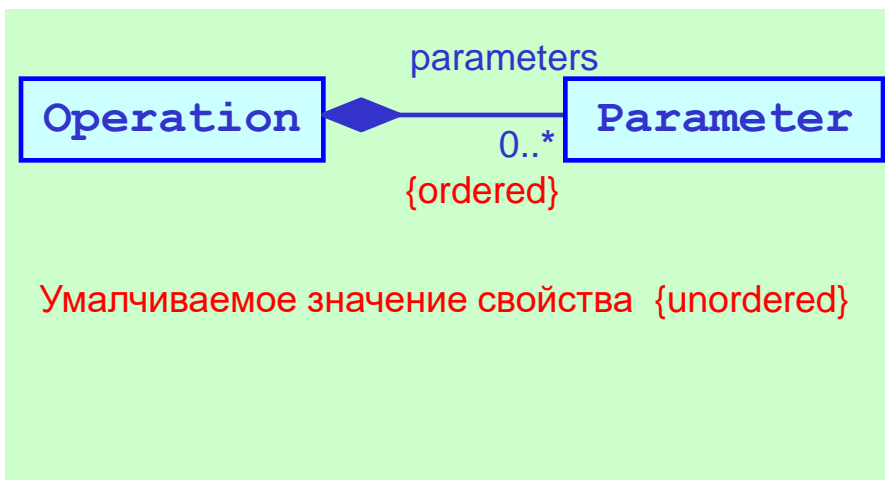 parameters
Operation
Parameter
0..*
{ordered}
Умалчиваемое значение свойства {unordered}